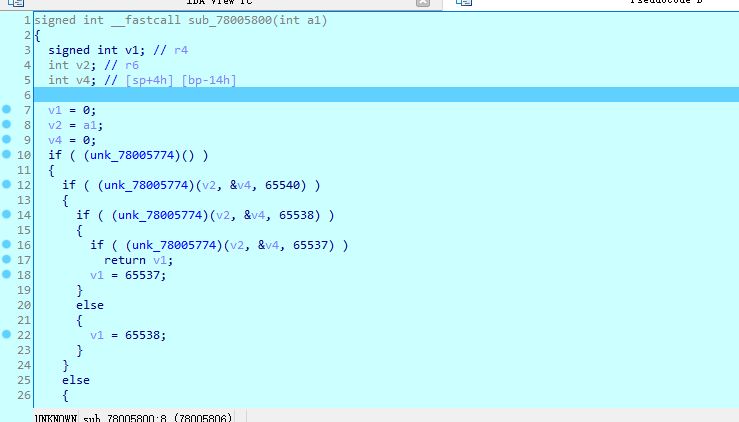 IDA View-PC
Pseudocode-B
1 signed int __fastcall sub_78005800(int a1)
2 {
3 signed int v1; // r4
4 int v2; // r6
5 int v4; // [sp+4h] [bp-14h]
6
7 v1 = 0;
8 v2 = a1;
9 v4 = 0;
10 if ( (unk_78005774)() )
11 {
12 if ( (unk_78005774)(v2, &v4, 65540) )
13 {
14 if ( (unk_78005774)(v2, &v4, 65538) )
15 {
16 if ( (unk_78005774)(v2, &v4, 65537) )
17 return v1;
18 v1 = 65537;
19 }
20 else
21 {
22 v1 = 65538;
23 }
24 }
25 else
26 {
UNKNOWN sub_78005800:8 (78005806)